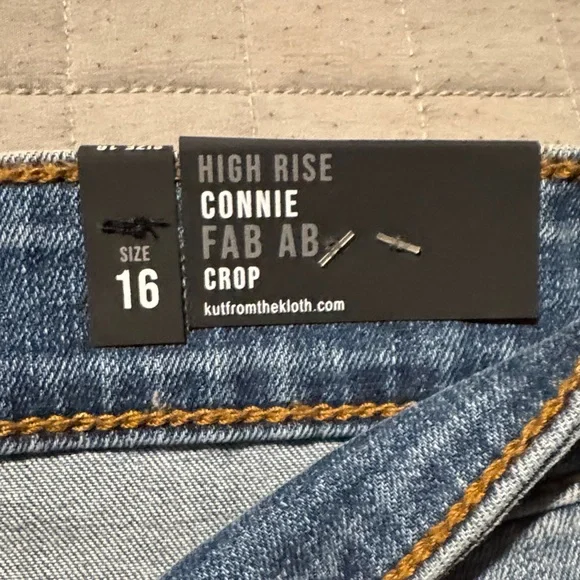 SIZE
16
HIGH RISE
CONNIE
FAB AB
CROP
kutfromthekloth.com